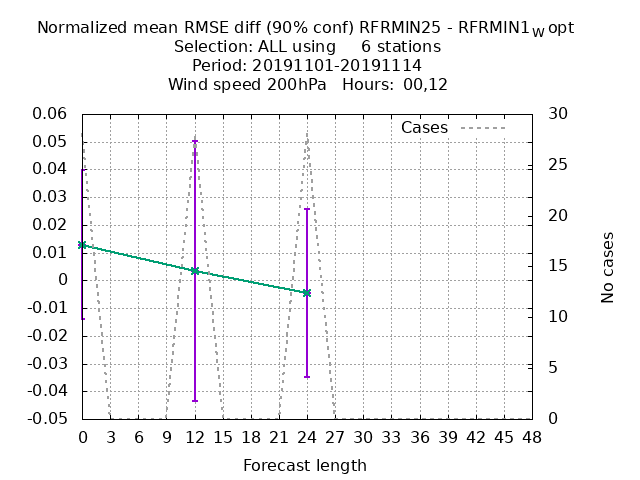 Normalized mean RMSE diff (90% conf) RFRMIN25 - RFRMIN1w opt
Selection: ALL using 6 stations
Period: 20191101-20191114
Wind speed 200hPa Hours: 00,12
Cases
0.06
0.05
0.04
0.03
0.02
0.01
0
-0.01
-0.02
-0.03
-0.04
-0.05
30
25
20
15
10
5
0
No cases
0 3 6 9 12 15 18 21 24 27 30 33 36 39 42 45 48
Forecast length